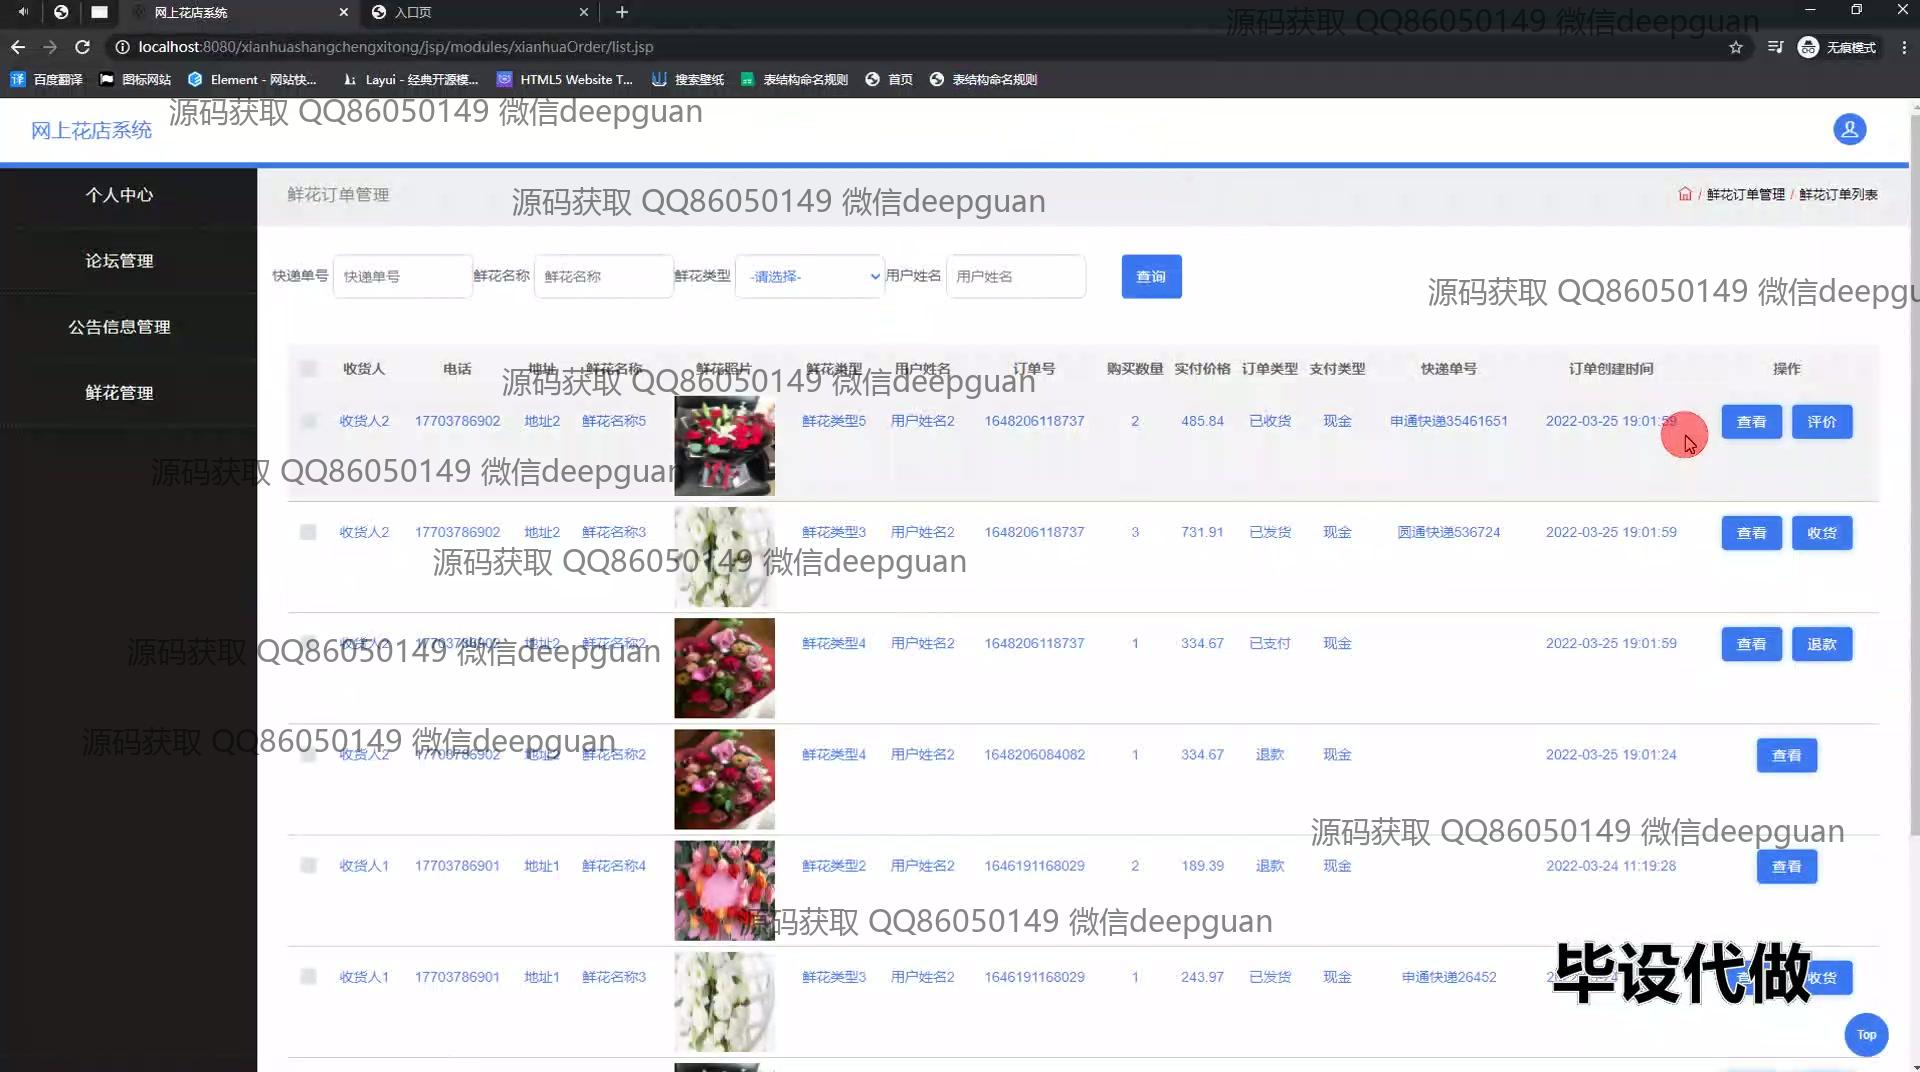 网上花店系统
入口页
localhost:8080/xianhuashangchengxitong/jsp/modules/xianhuaOrder/list.jsp
无痕模式
百度翻译 图标网站 Element - 网站快... Layui - 经典开源模... HTML5 Website T... 搜索壁纸 表结构命名规则 首页 表结构命名规则
源码获取 QQ86050149 微信deepguan
源码获取 QQ86050149 微信deepguan
网上花店系统
个人中心
论坛管理
公告信息管理
鲜花管理
鲜花订单管理
源码获取 QQ86050149 微信deepguan
/ 鲜花订单管理 / 鲜花订单列表
快递单号 快递单号 鲜花名称 鲜花名称 鲜花类型 -请选择- 用户姓名 用户姓名 查询
源码获取 QQ86050149 微信deepgu
收货人 电话 地址 鲜花名称 鲜花照片 鲜花类型 用户姓名 订单号 购买数量 实付价格 订单类型 支付类型 快递单号 订单创建时间 操作
源码获取 QQ86050149 微信deepguan
收货人2 17703786902 地址2 鲜花名称5 鲜花类型5 用户姓名2 1648206118737 2 485.84 已收货 现金 申通快递35461651 2022-03-25 19:01:59 查看 评价
源码获取 QQ86050149 微信deepguan
收货人2 17703786902 地址2 鲜花名称3 鲜花类型3 用户姓名2 1648206118737 3 731.91 已发货 现金 圆通快递536724 2022-03-25 19:01:59 查看 收货
源码获取 QQ86050149 微信deepguan
收货人2 17703786902 地址2 鲜花名称2 鲜花类型4 用户姓名2 1648206118737 1 334.67 已支付 现金 2022-03-25 19:01:59 查看 退款
源码获取 QQ86050149 微信deepguan
收货人2 17703786902 地址2 鲜花名称2 鲜花类型4 用户姓名2 1648206084082 1 334.67 退款 现金 2022-03-25 19:01:24 查看
源码获取 QQ86050149 微信deepguan
源码获取 QQ86050149 微信deepguan
收货人1 17703786901 地址1 鲜花名称4 鲜花类型2 用户姓名2 1646191168029 2 189.39 退款 现金 2022-03-24 11:19:28 查看
源码获取 QQ86050149 微信deepguan
收货人1 17703786901 地址1 鲜花名称3 鲜花类型3 用户姓名2 1646191168029 1 243.97 已发货 现金 申通快递26452 收货
毕设代做
Top